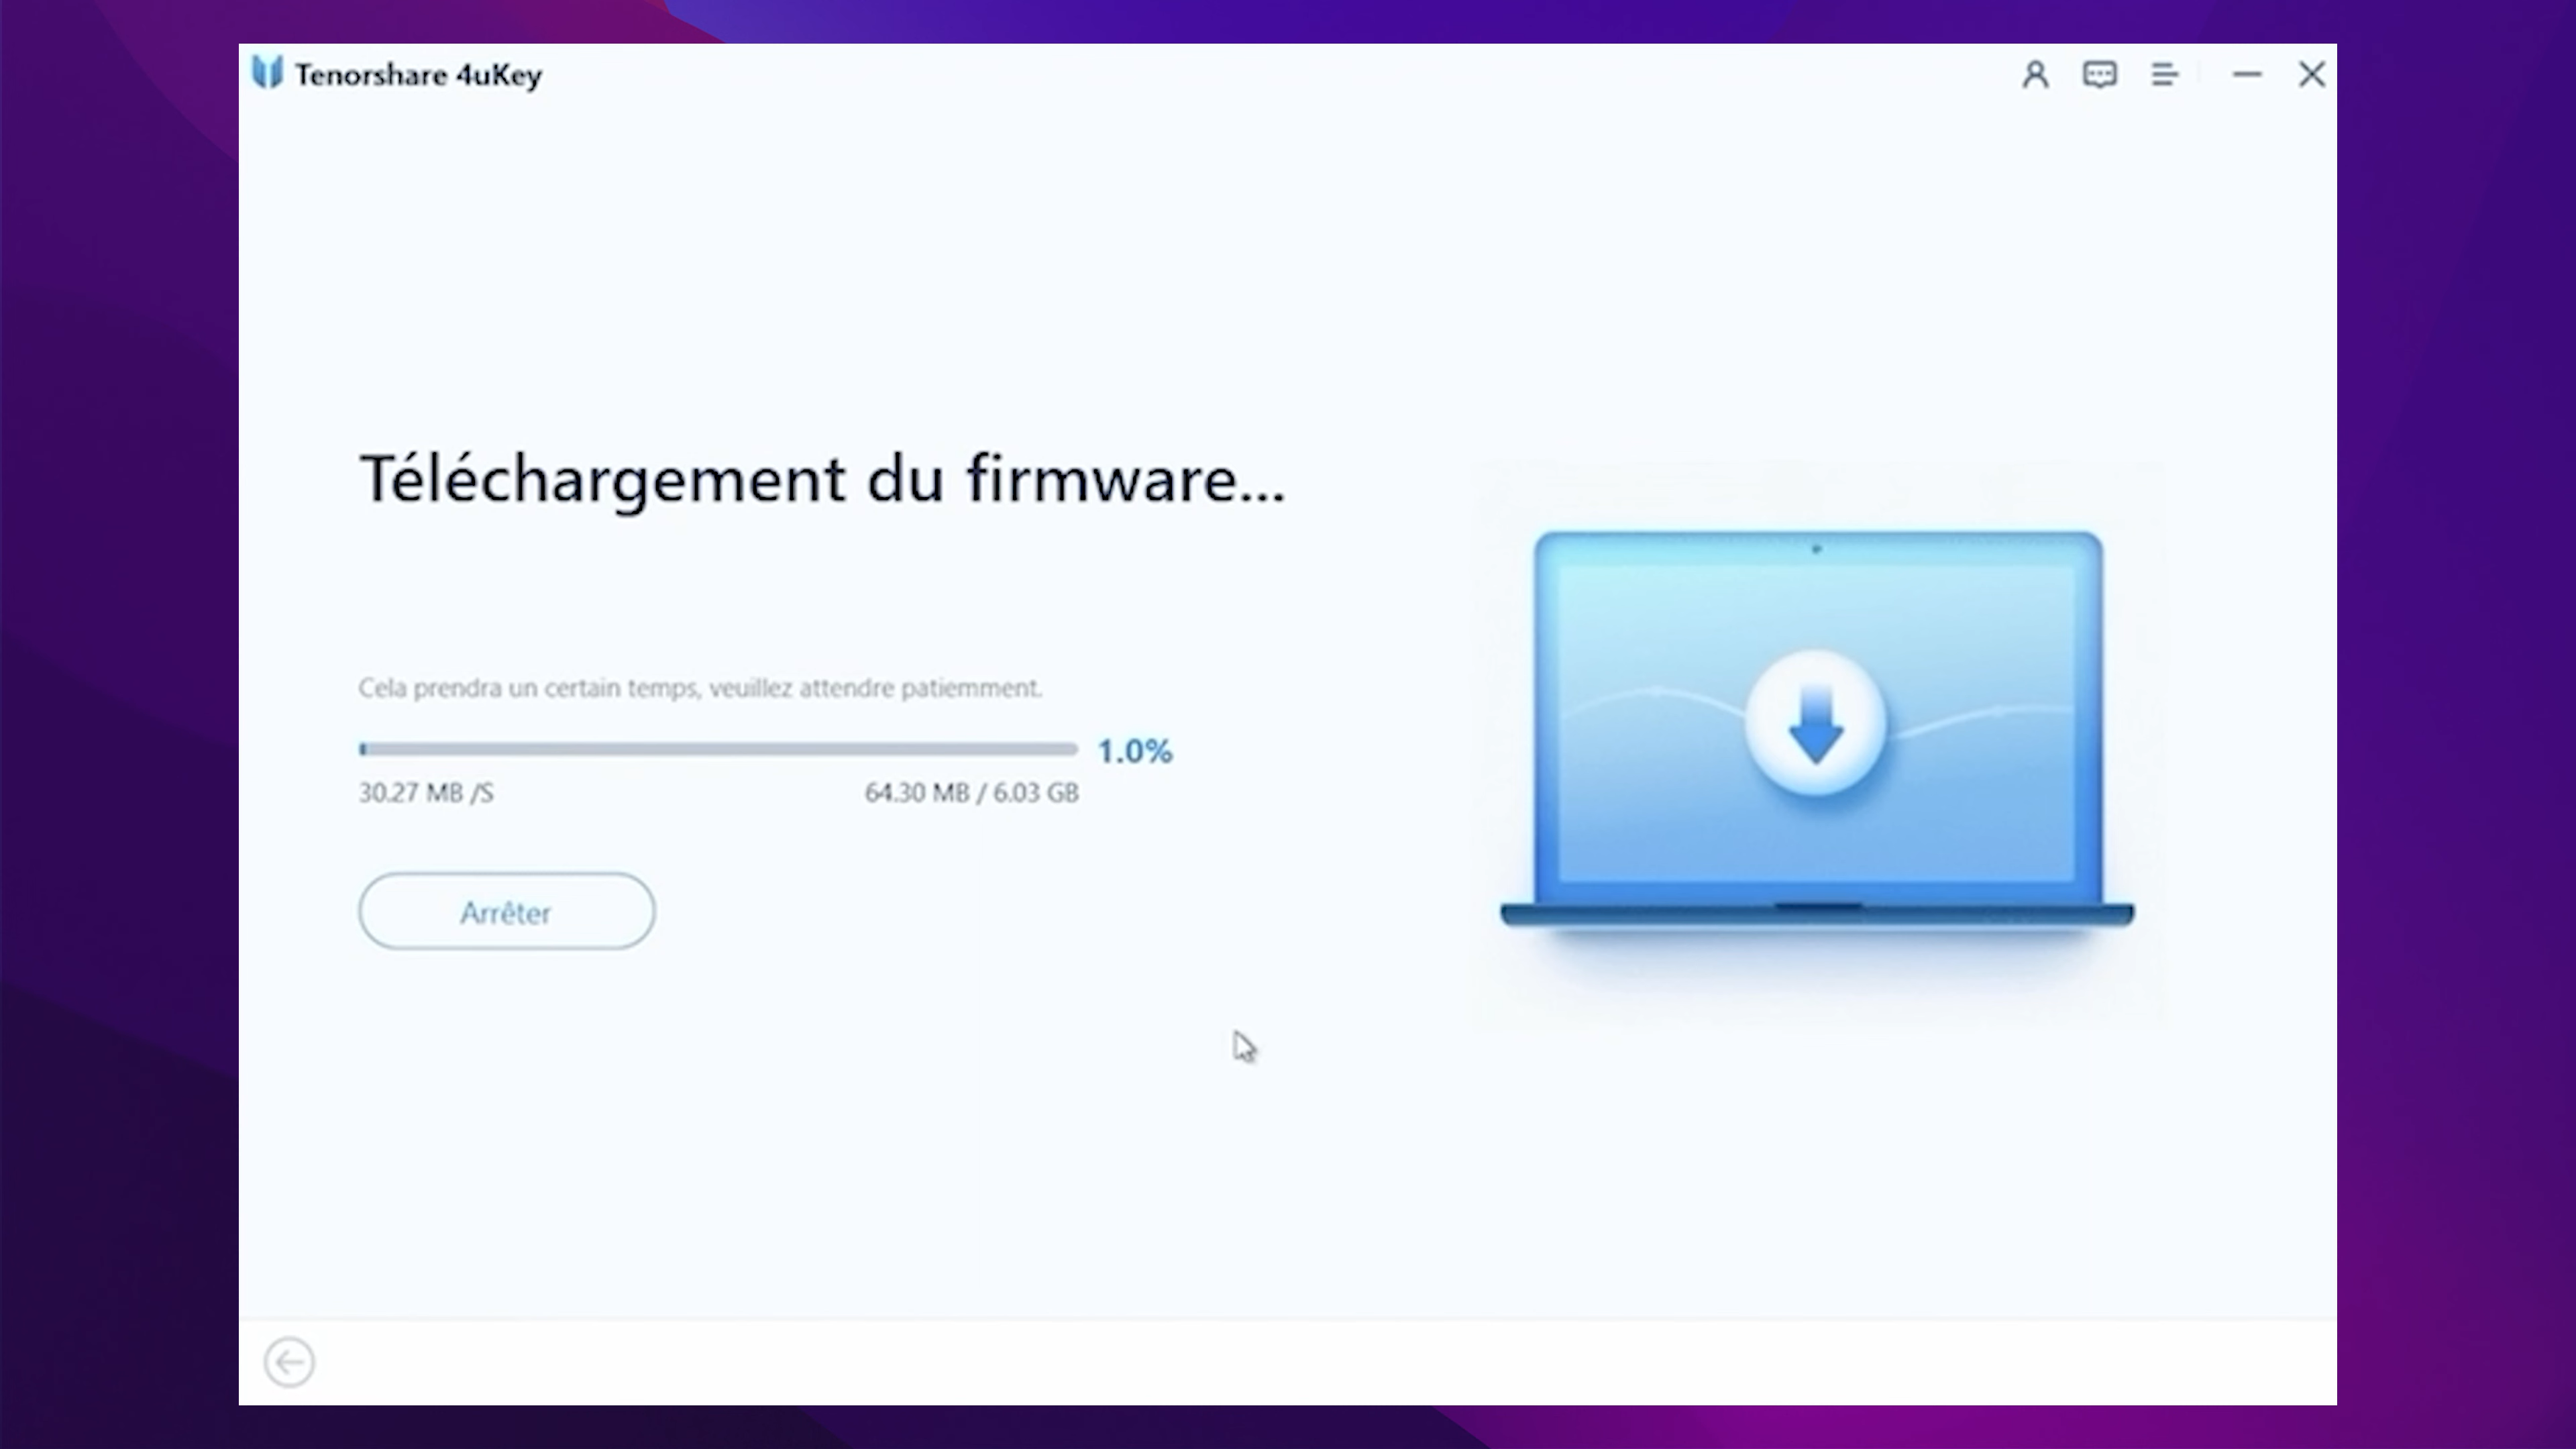 Tenorshare 4uKey
Téléchargement du firmware...
Cela prendra un certain temps, veuillez attendre patiemment.
1.0%
30.27 MB /S
64.30 MB / 6.03 GB
Arrêter